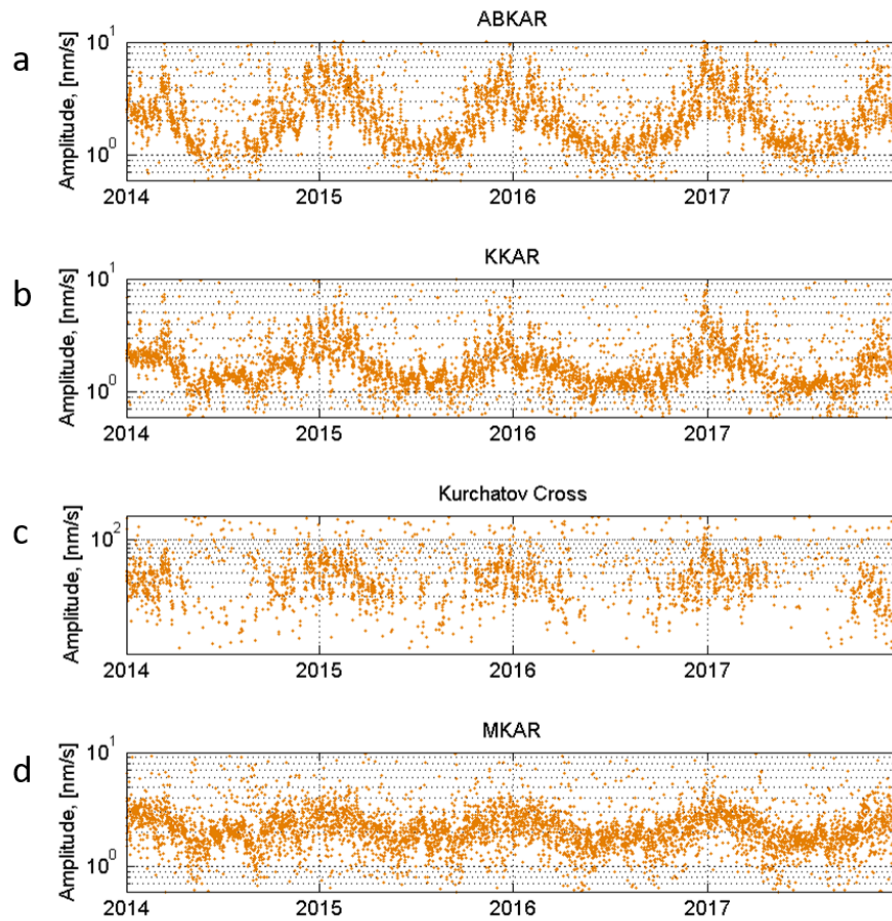 ABKAR
a
Amplitude, [nm/s]
10^1
10^0
2014 2015 2016 2017
KKAR
b
Amplitude, [nm/s]
10^1
10^0
2014 2015 2016 2017
Kurchatov Cross
c
Amplitude, [nm/s]
10^2
2014 2015 2016 2017
MKAR
d
Amplitude, [nm/s]
10^1
10^0
2014 2015 2016 2017